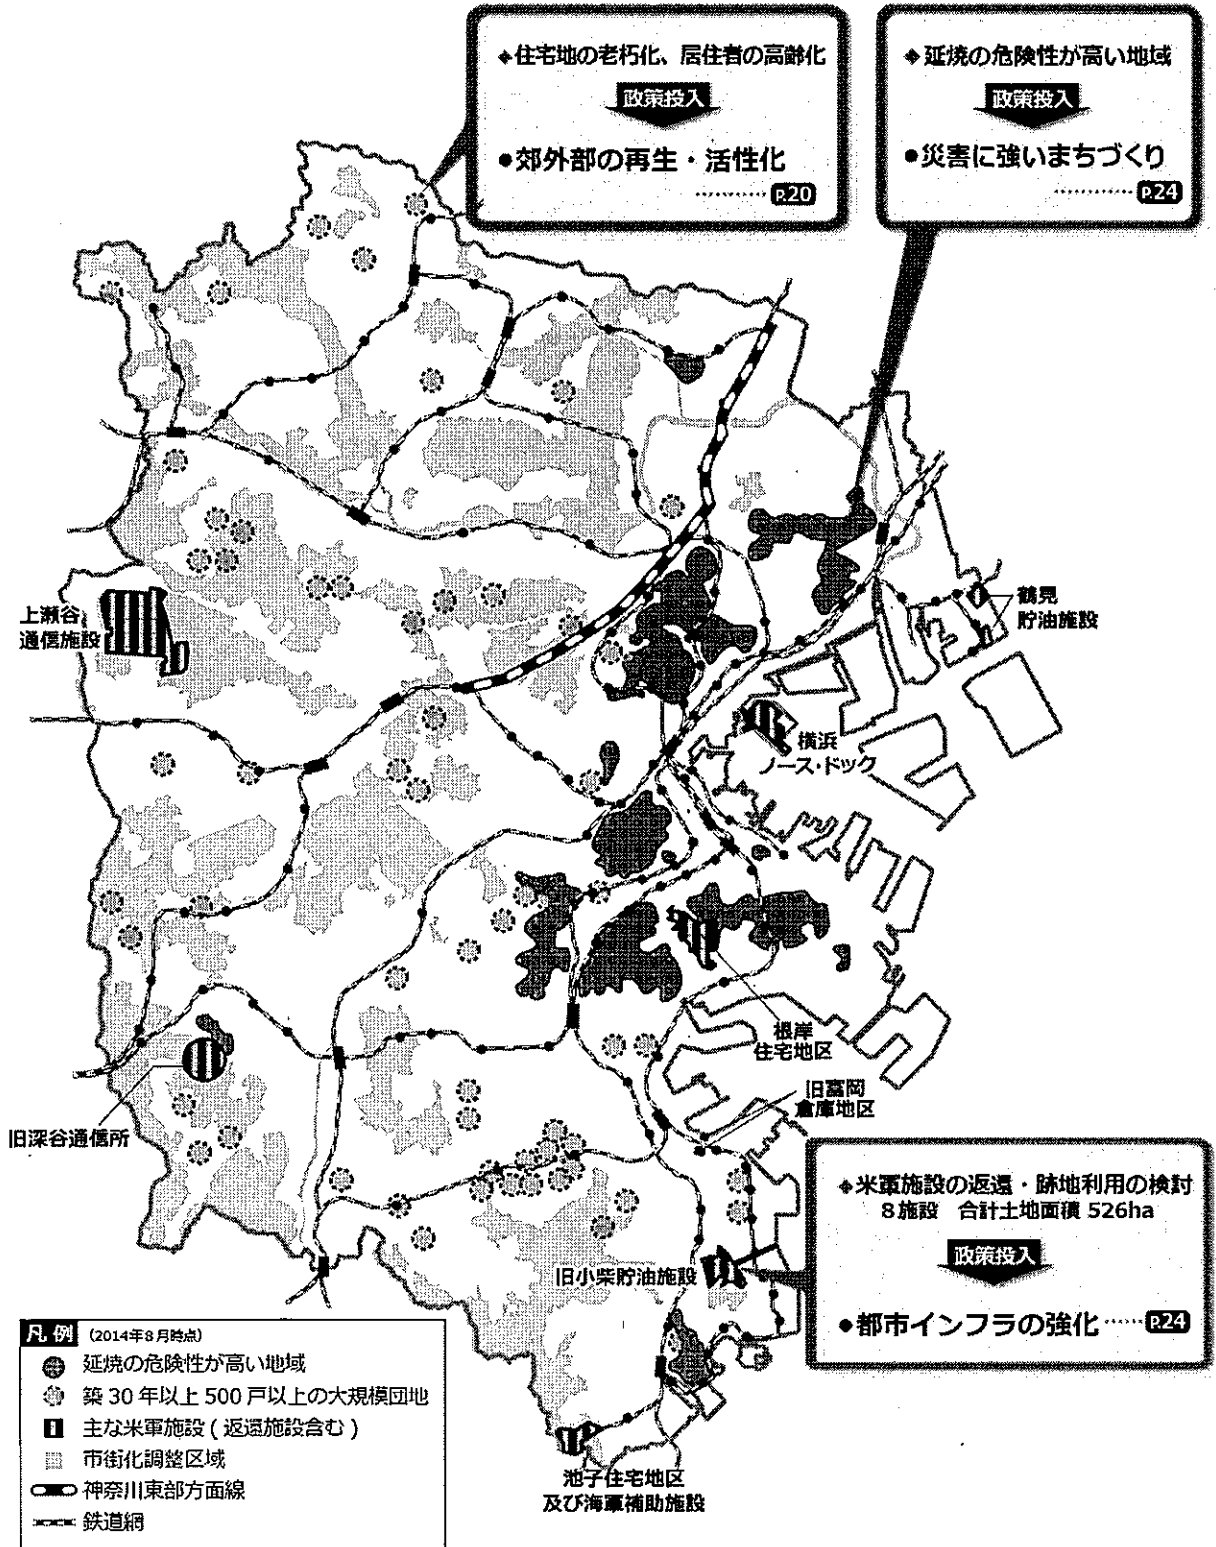 ◆住宅地の老朽化、居住者の高齢化
政策投入
●郊外部の再生・活性化
………… P.20
◆延焼の危険性が高い地域
政策投入
●災害に強いまちづくり
………… P.24
上瀬谷
通信施設
鶴見
貯油施設
横浜
ノース・ドック
根岸
住宅地区
旧富岡
倉庫地区
旧深谷通信所
◆米軍施設の返還・跡地利用の検討
8施設 合計土地面積 526ha
政策投入
●都市インフラの強化 …… P.24
旧小柴貯油施設
池子住宅地区
及び海軍補助施設
凡例 (2014年8月時点)
延焼の危険性が高い地域
築30年以上500戸以上の大規模団地
主な米軍施設(返還施設含む)
市街化調整区域
神奈川東部方面線
鉄道網